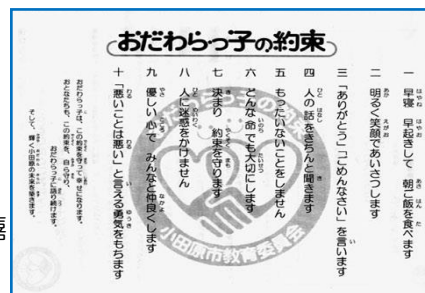 おだわらっ子の約束
一 早寝 早起きして 朝ご飯を食べます
二 明るく笑顔であいさつします
三 「ありがとう」「ごめんなさい」を言います
四 人の話をきちんと聞きます
五 もったいないことをしません
六 どんな命でも大切にします
七 決まり 約束を守ります
八 人に迷惑をかけません
九 優しい心で みんなと仲良くします
十 「悪いことは悪い」と言える勇気をもちます
おだわらっ子は、この約束を守って幸せになります。
おとなたちも、この約束を、自ら守り、
おだわらっ子に語り続けます。
そして、輝く小田原の未来を築きます。
小田原市教育委員会